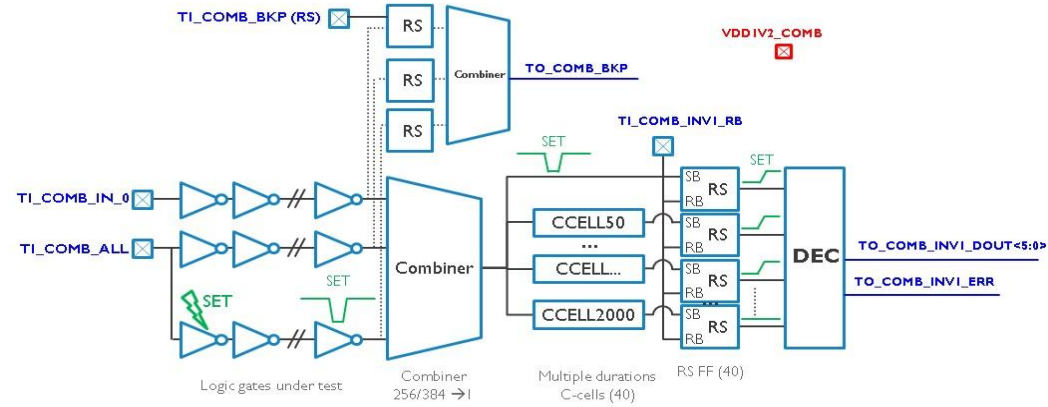 TI_COMB_BKP (RS)
RS
VDD1V2_COMB
RS
Combiner
TO_COMB_BKP
RS
TI_COMB_INV1_RB
SET
SET
TI_COMB_IN_0
SB
RS
RB
CCELL50
SB
RS
RB
TI_COMB_ALL
...
TO_COMB_INV1_DOUT<5:0>
DEC
Combiner
CCELL...
SB
RS
RB
TO_COMB_INV1_ERR
SET
SET
...
CCELL2000
SB
RS
RB
Logic gates under test
Combiner
256/384 →1
Multiple durations
C-cells (40)
RS FF (40)